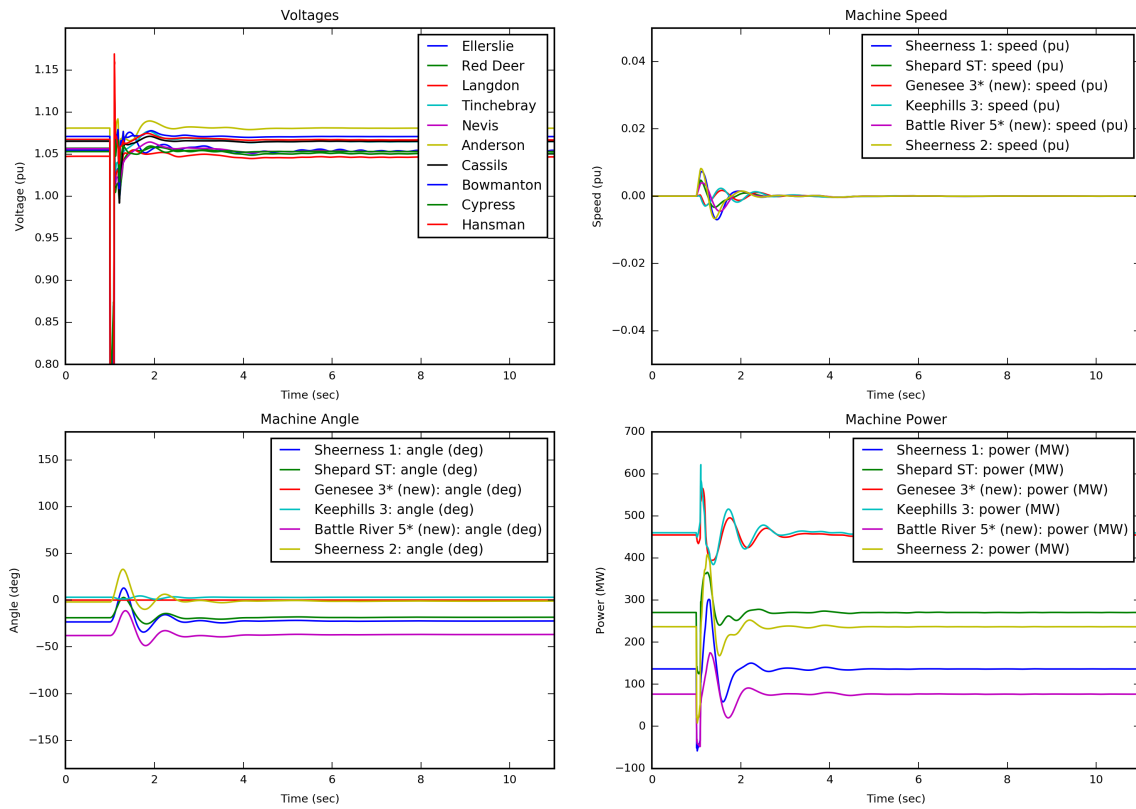 Voltages
Voltage (pu)
1.15
1.10
1.05
1.00
0.95
0.90
0.85
0.80
Ellerslie
Red Deer
Langdon
Tinchebray
Nevis
Anderson
Cassils
Bowmanton
Cypress
Hansman
0 2 4 6 8 10
Time (sec)
Machine Speed
Speed (pu)
0.04
0.02
0.00
−0.02
−0.04
Sheerness 1: speed (pu)
Shepard ST: speed (pu)
Genesee 3* (new): speed (pu)
Keephills 3: speed (pu)
Battle River 5* (new): speed (pu)
Sheerness 2: speed (pu)
0 2 4 6 8 10
Time (sec)
Machine Angle
Angle (deg)
150
100
50
0
−50
−100
−150
Sheerness 1: angle (deg)
Shepard ST: angle (deg)
Genesee 3* (new): angle (deg)
Keephills 3: angle (deg)
Battle River 5* (new): angle (deg)
Sheerness 2: angle (deg)
0 2 4 6 8 10
Time (sec)
Machine Power
Power (MW)
700
600
500
400
300
200
100
0
−100
Sheerness 1: power (MW)
Shepard ST: power (MW)
Genesee 3* (new): power (MW)
Keephills 3: power (MW)
Battle River 5* (new): power (MW)
Sheerness 2: power (MW)
0 2 4 6 8 10
Time (sec)